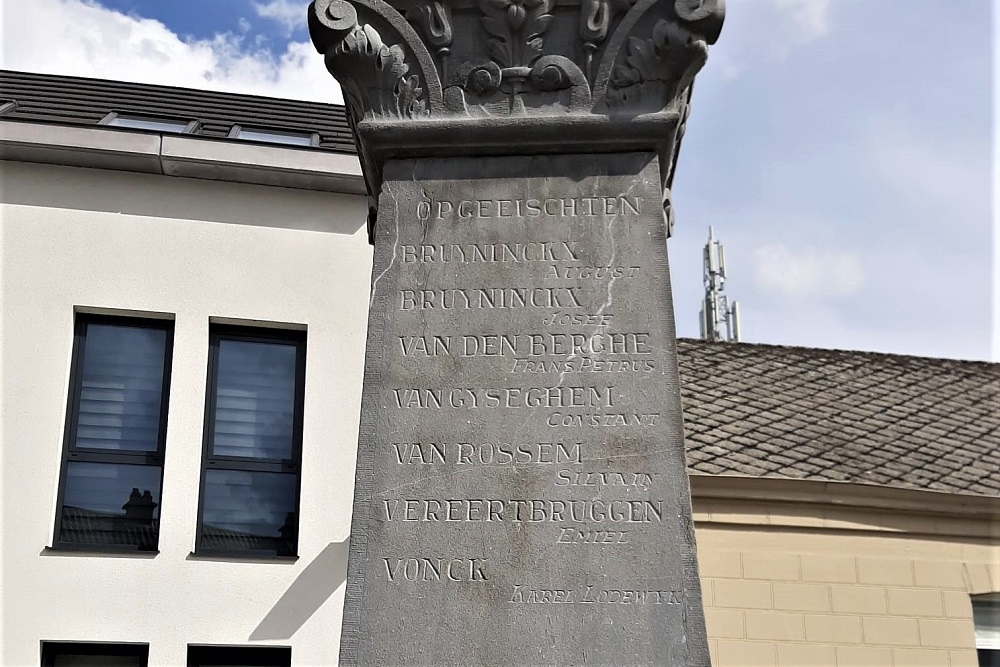 OPGEEISCHTEN
BRUYNINCKX
AUGUST
BRUYNINCKX
JOSEF
VAN DEN BERGHE
FRANS.PETRUS
VAN GYSEGHEM
CONSTANT
VAN ROSSEM
SILVAIN
VEREERTBRUGGEN
EMIEL
VONCK
KAREL LODEWYK